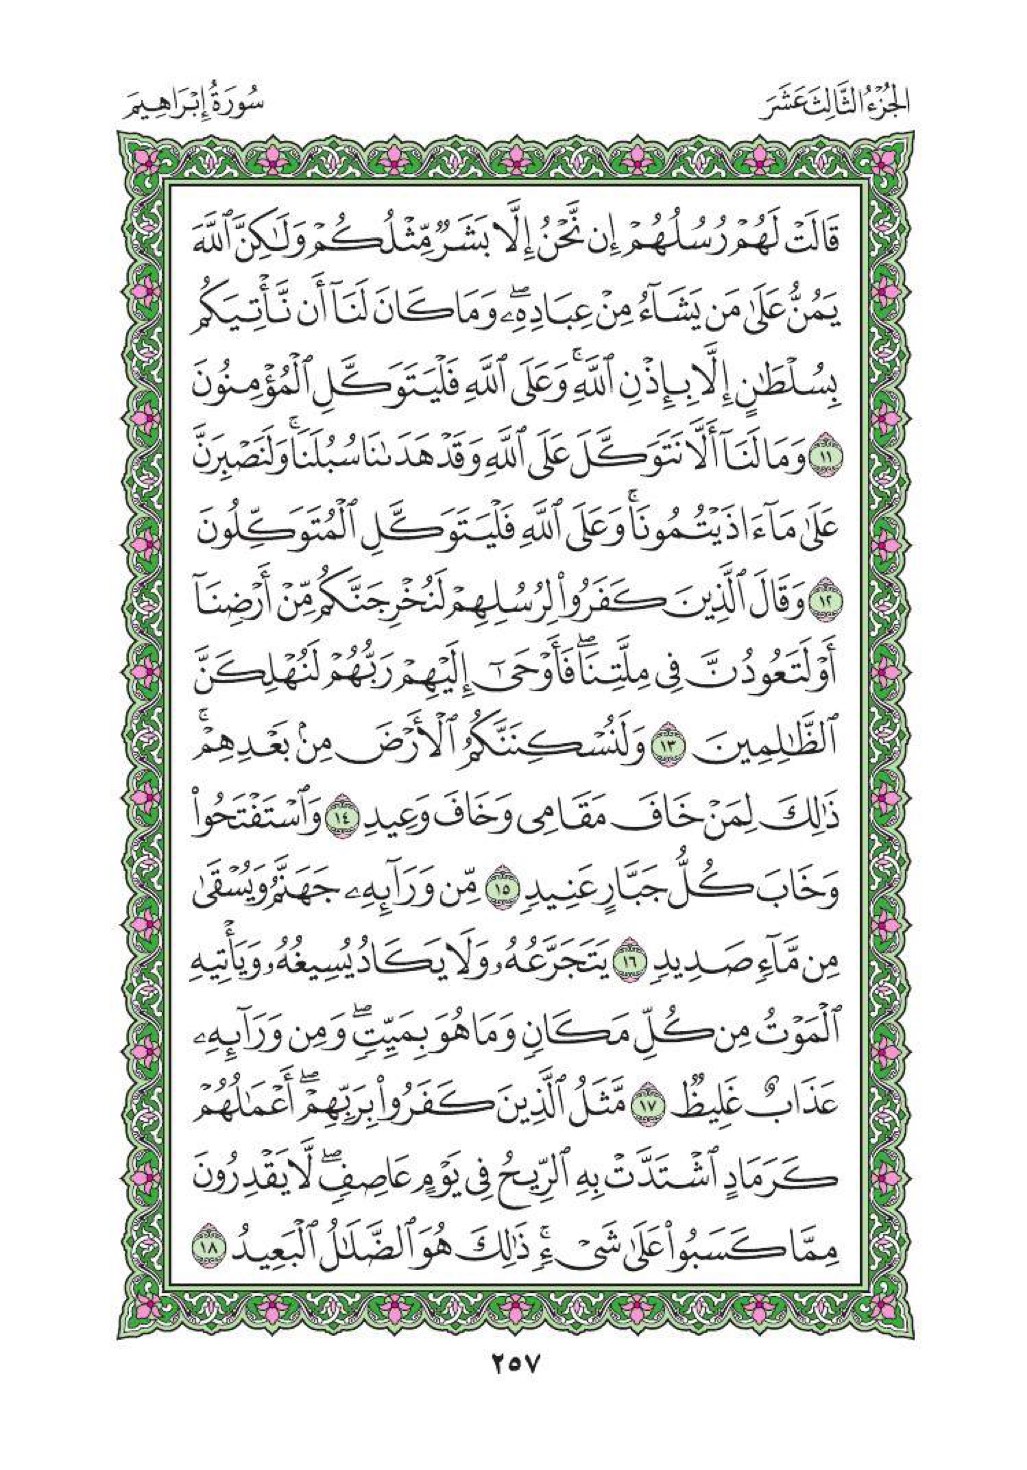 الجُزْءُ الثَّالِثَ عَشَرَ
سُورَةُ إِبْرَاهِيمَ
قَالَتْ لَهُمْ رُسُلُهُمْ إِن نَّحْنُ إِلَّا بَشَرٌ مِّثْلُكُمْ وَلَـٰكِنَّ ٱللَّهَ
يَمُنُّ عَلَىٰ مَن يَشَآءُ مِنْ عِبَادِهِۦۖ وَمَا كَانَ لَنَآ أَن نَّأْتِيَكُم
بِسُلْطَـٰنٍ إِلَّا بِإِذْنِ ٱللَّهِۚ وَعَلَى ٱللَّهِ فَلْيَتَوَكَّلِ ٱلْمُؤْمِنُونَ
١١ وَمَا لَنَآ أَلَّا نَتَوَكَّلَ عَلَى ٱللَّهِ وَقَدْ هَدَىٰنَا سُبُلَنَاۚ وَلَنَصْبِرَنَّ
عَلَىٰ مَآ ءَاذَيْتُمُونَاۚ وَعَلَى ٱللَّهِ فَلْيَتَوَكَّلِ ٱلْمُتَوَكِّلُونَ
١٢ وَقَالَ ٱلَّذِينَ كَفَرُوا۟ لِرُسُلِهِمْ لَنُخْرِجَنَّكُم مِّنْ أَرْضِنَآ
أَوْ لَتَعُودُنَّ فِى مِلَّتِنَاۖ فَأَوْحَىٰٓ إِلَيْهِمْ رَبُّهُمْ لَنُهْلِكَنَّ
ٱلظَّـٰلِمِينَ ١٣ وَلَنُسْكِنَنَّكُمُ ٱلْأَرْضَ مِنۢ بَعْدِهِمْۚ
ذَٰلِكَ لِمَنْ خَافَ مَقَامِى وَخَافَ وَعِيدِ ١٤ وَٱسْتَفْتَحُوا۟
وَخَابَ كُلُّ جَبَّارٍ عَنِيدٍ ١٥ مِّن وَرَآئِهِۦ جَهَنَّمُ وَيُسْقَىٰ
مِن مَّآءٍ صَدِيدٍ ١٦ يَتَجَرَّعُهُۥ وَلَا يَكَادُ يُسِيغُهُۥ وَيَأْتِيهِ
ٱلْمَوْتُ مِن كُلِّ مَكَانٍ وَمَا هُوَ بِمَيِّتٍۖ وَمِن وَرَآئِهِۦ
عَذَابٌ غَلِيظٌ ١٧ مَّثَلُ ٱلَّذِينَ كَفَرُوا۟ بِرَبِّهِمْۖ أَعْمَـٰلُهُمْ
كَرَمَادٍ ٱشْتَدَّتْ بِهِ ٱلرِّيحُ فِى يَوْمٍ عَاصِفٍۖ لَّا يَقْدِرُونَ
مِمَّا كَسَبُوا۟ عَلَىٰ شَىْءٍۚ ذَٰلِكَ هُوَ ٱلضَّلَـٰلُ ٱلْبَعِيدُ ١٨
٢٥٧